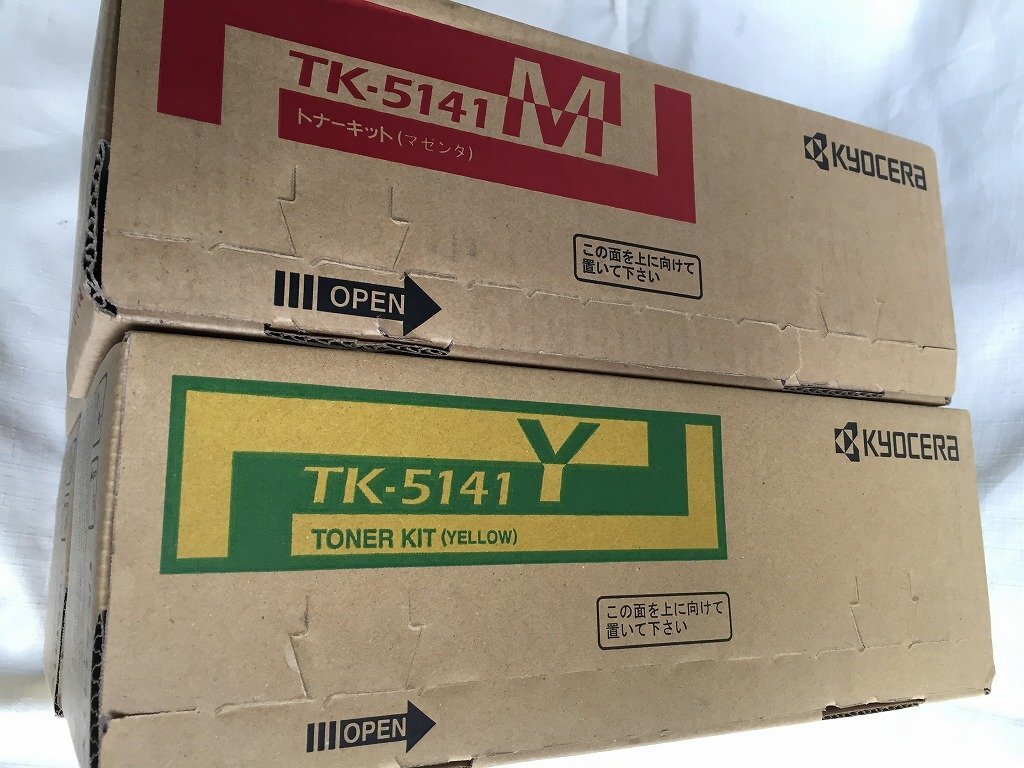 TK-5141M
トナーキット(マゼンタ)
KYOCERA
この面を上に向けて
置いて下さい
OPEN
TK-5141Y
TONER KIT (YELLOW)
KYOCERA
この面を上に向けて
置いて下さい
OPEN